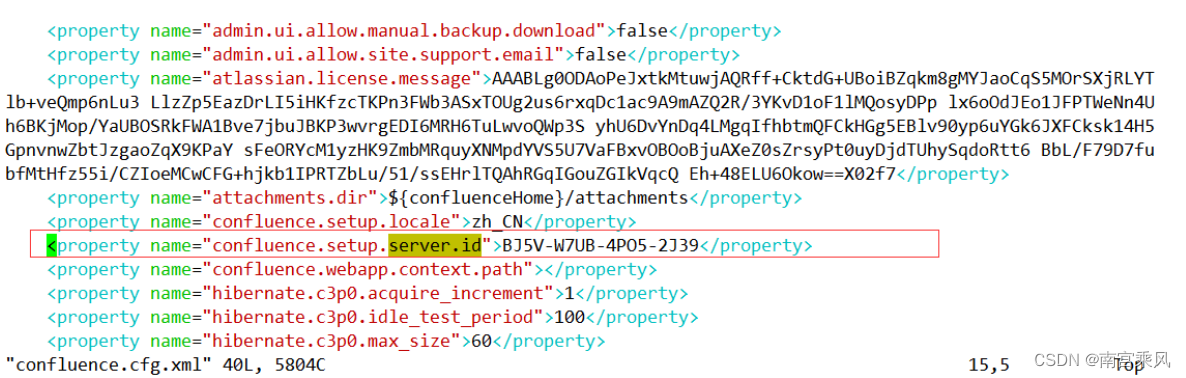 <property name="admin.ui.allow.manual.backup.download">false</property>
<property name="admin.ui.allow.site.support.email">false</property>
<property name="atlassian.license.message">AAABLg0ODAoPeJxtkMtuwjAQRff+CktdG+UBoiBZqkm8gMYJaoCqS5MOrSXjRLYT
lb+veQmp6nLu3 LlzZp5EazDrLI5iHKfzcTKPn3FWb3ASxTOUg2us6rxqDc1ac9A9mAZQ2R/3YKvD1oF1lMQosyDPp lx6oOdJEo1JFPTWeNn4U
h6BKjMop/YaUBOSRkFWA1Bve7jbuJBKP3wvrgEDI6MRH6TuLwvoQWp3S yhU6DvYnDq4LMgqIfhbtmQFCkHGg5EBlv90yp6uYGk6JXFCksk14H5
GpnvnwZbtJzgaoZqX9KPaY sFeORYcM1yzHK9ZmbMRquyXNMpdYVS5U7VaFBxvOBOoBjuAXeZ0sZrsyPt0uyDjdTUhySqdoRtt6 BbL/F79D7fu
bfMtHfz55i/CZIoeMCwCFG+hjkb1IPRTZbLu/51/ssEHrlTQAhRGqIGouZGIkVqcQ Eh+48ELU6Okow==X02f7</property>
<property name="attachments.dir">${confluenceHome}/attachments</property>
<property name="confluence.setup.locale">zh_CN</property>
<property name="confluence.setup.server.id">BJ5V-W7UB-4PO5-2J39</property>
<property name="confluence.webapp.context.path"></property>
<property name="hibernate.c3p0.acquire_increment">1</property>
<property name="hibernate.c3p0.idle_test_period">100</property>
<property name="hibernate.c3p0.max_size">60</property>
"confluence.cfg.xml" 40L, 5804C 15,5 Top
CSDN @南宫乘风